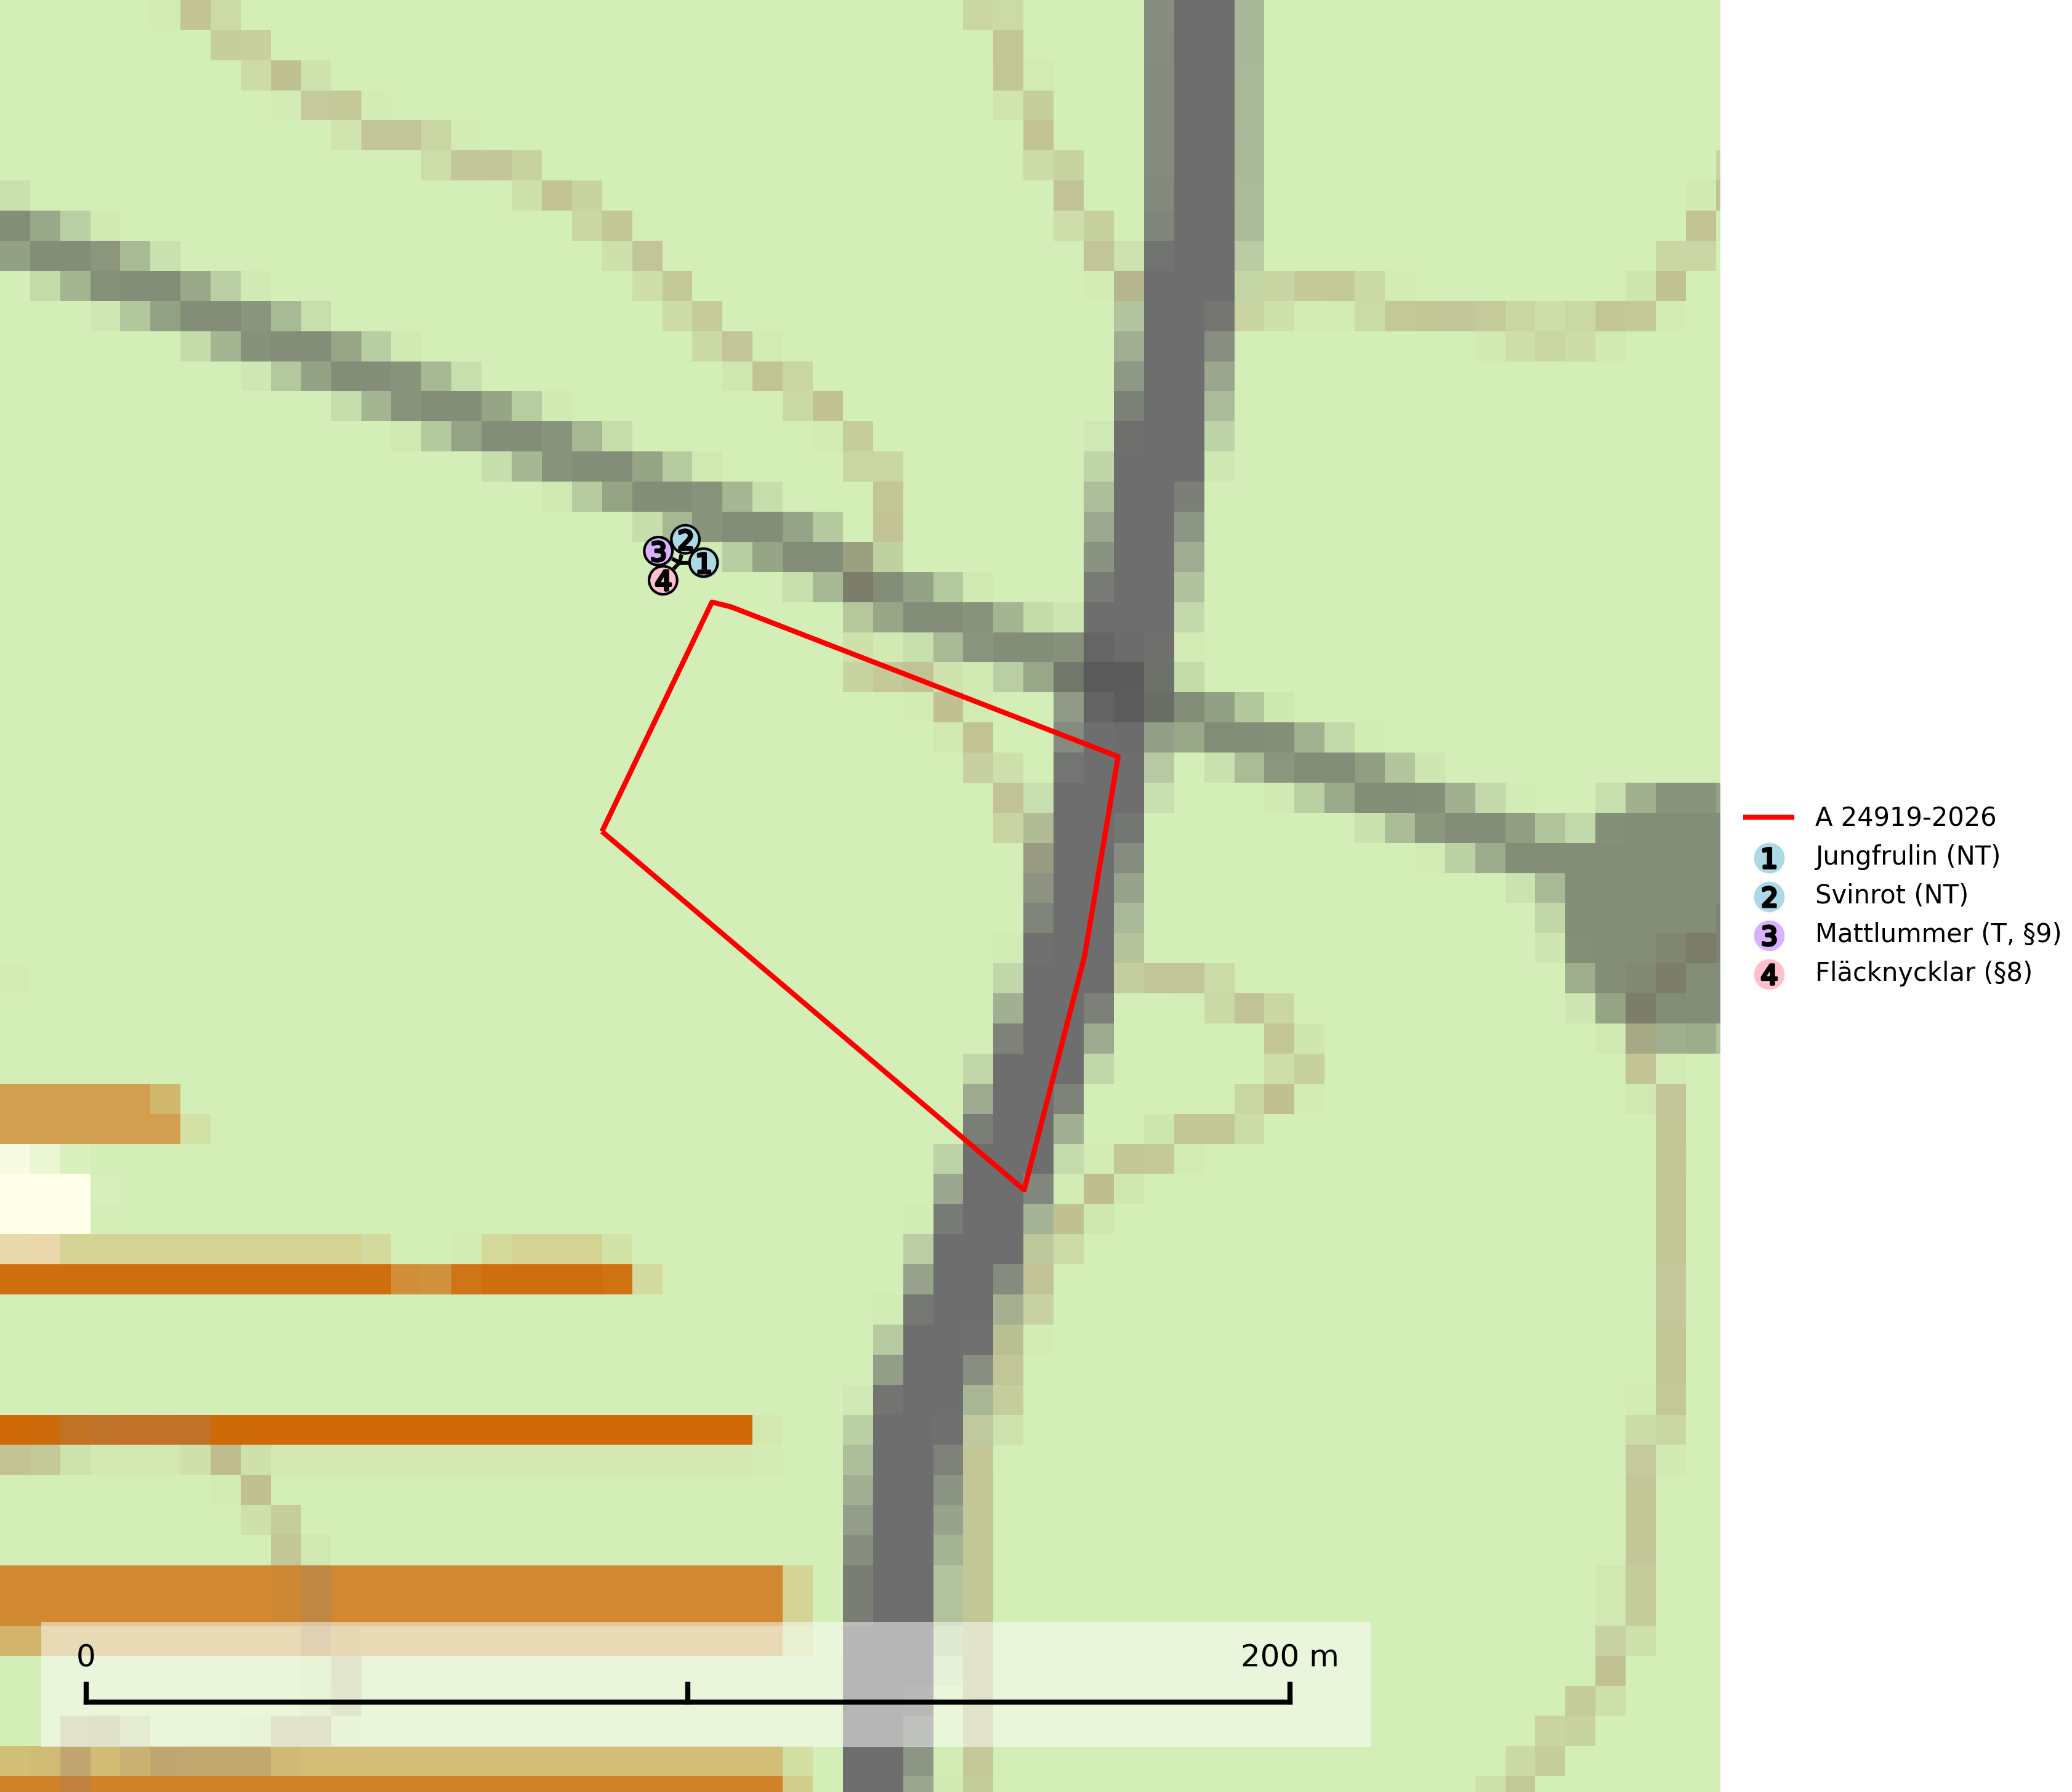 2
3
1
4
A 24919-2026
1 Jungfrulin (NT)
2 Svinrot (NT)
3 Mattlummer (T, §9)
4 Fläcknycklar (§8)
0 200 m